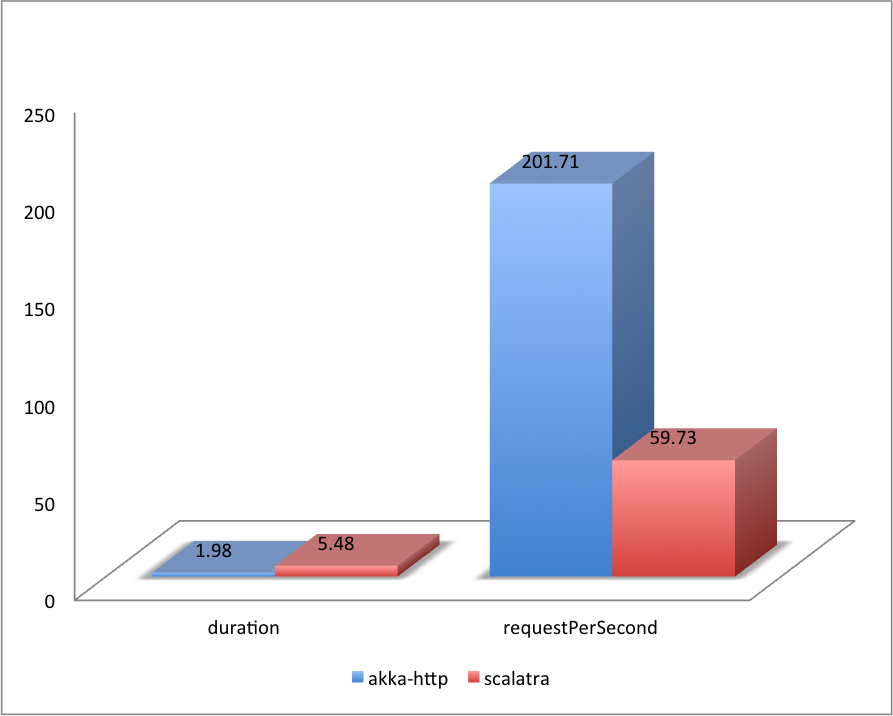 250
200
150
100
50
0
201.71
59.73
1.98
5.48
duration
requestPerSecond
akka-http
scalatra